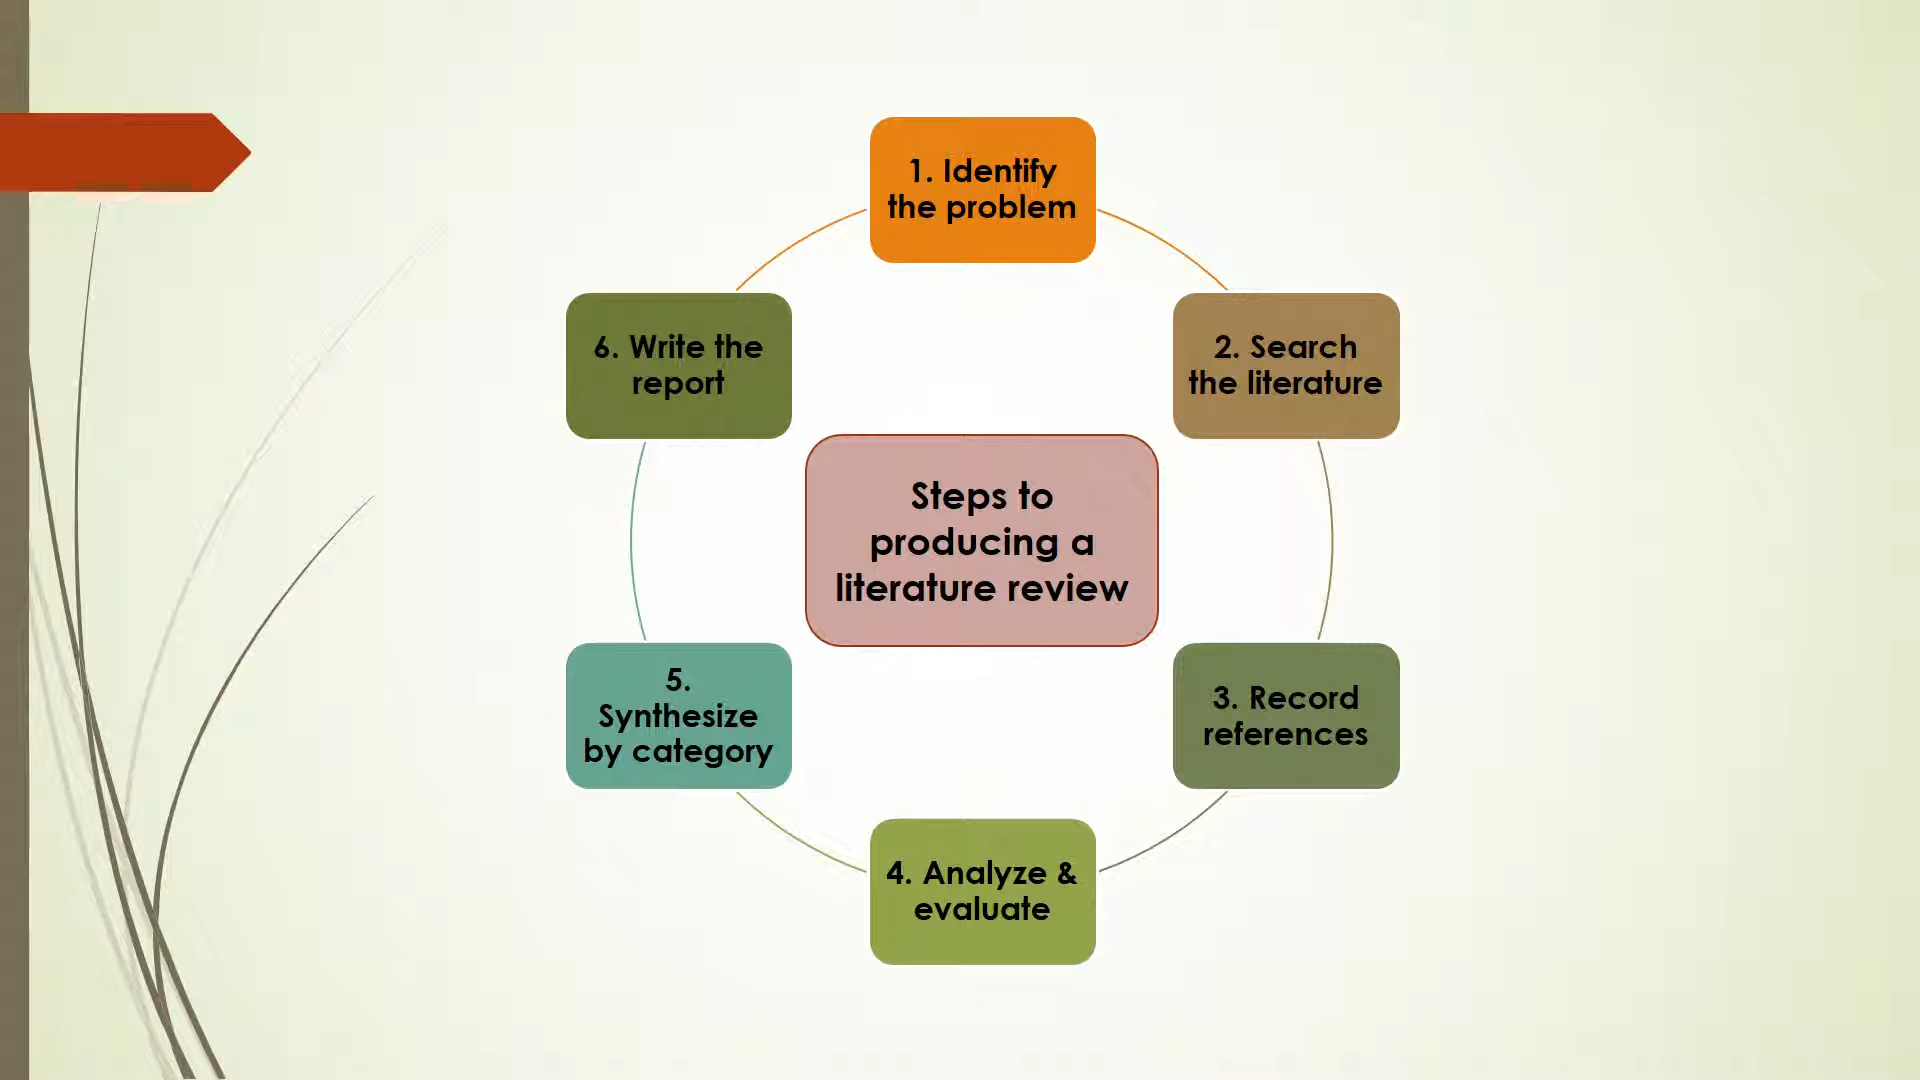 1. Identify
the problem
2. Search
the literature
3. Record
references
4. Analyze &
evaluate
5.
Synthesize
by category
6. Write the
report
Steps to
producing a
literature review